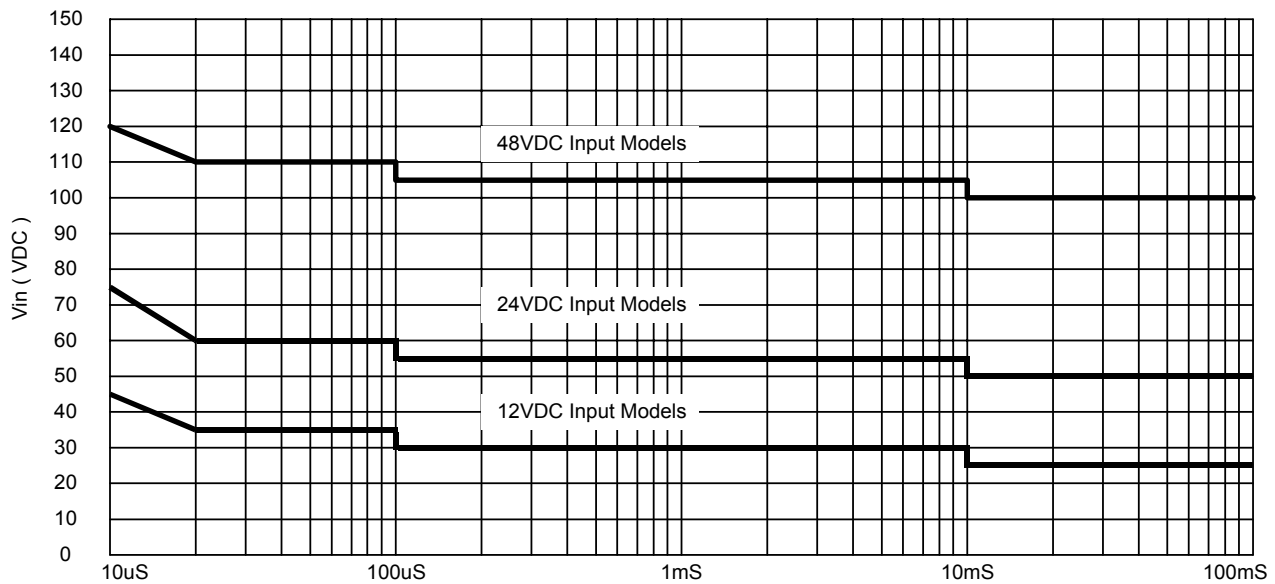 150
140
130
120
110
100
90
80
70
60
50
40
30
20
10
0
Vin ( VDC )
48VDC Input Models
24VDC Input Models
12VDC Input Models
10uS
100uS
1mS
10mS
100mS